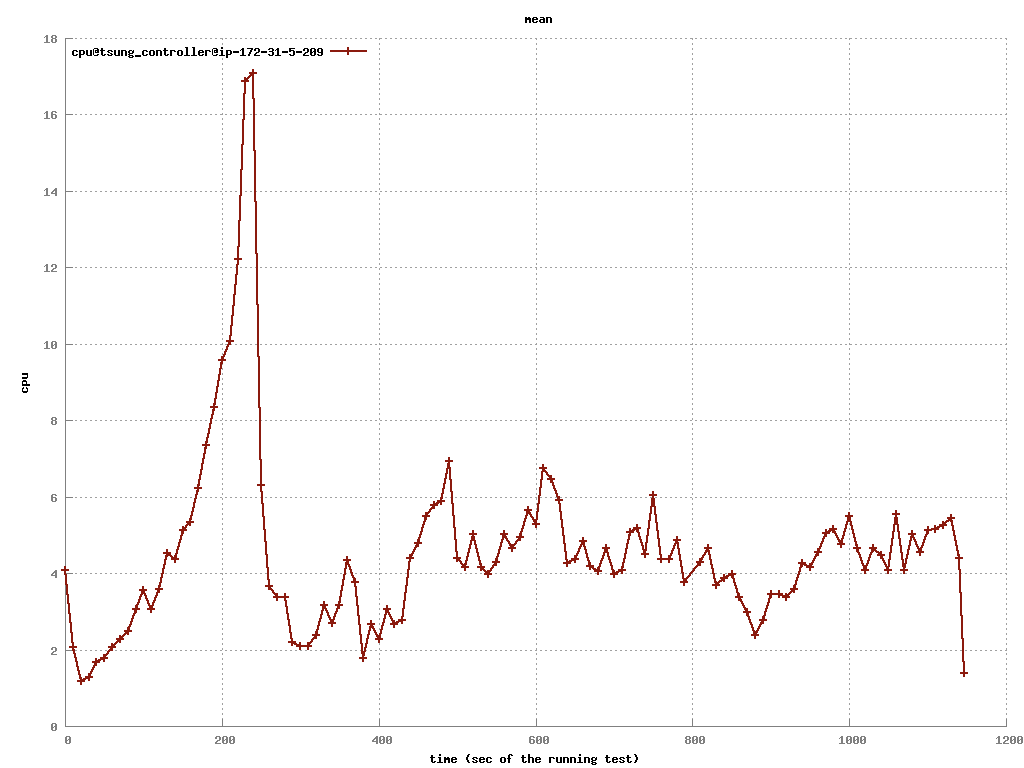 mean
cpu@tsung_controller@ip-172-31-5-209
18
16
14
12
10
8
6
4
2
0
cpu
0 200 400 600 800 1000 1200
time (sec of the running test)